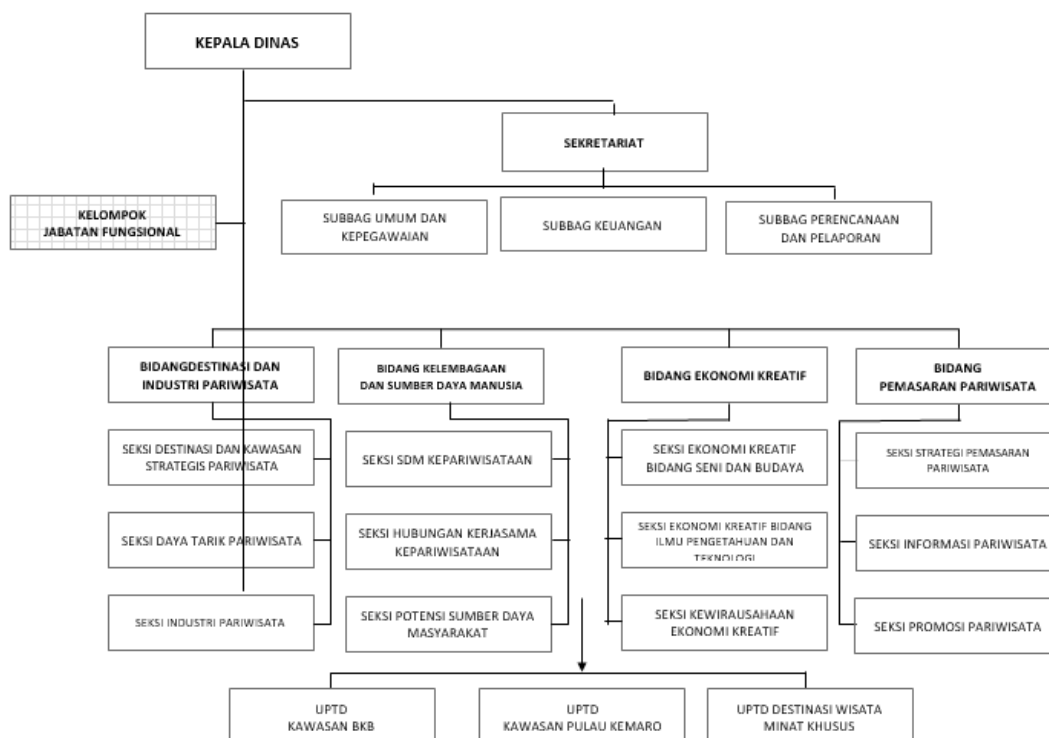 KEPALA DINAS
SEKRETARIAT
KELOMPOK
JABATAN FUNGSIONAL
SUBBAG UMUM DAN
KEPEGAWAIAN
SUBBAG KEUANGAN
SUBBAG PERENCANAAN
DAN PELAPORAN
BIDANGDESTINASI DAN
INDUSTRI PARIWISATA
BIDANG KELEMBAGAAN
DAN SUMBER DAYA MANUSIA
BIDANG EKONOMI KREATIF
BIDANG
PEMASARAN PARIWISATA
SEKSI DESTINASI DAN KAWASAN
STRATEGIS PARIWISATA
SEKSI SDM KEPARIWISATAAN
SEKSI EKONOMI KREATIF
BIDANG SENI DAN BUDAYA
SEKSI STRATEGI PEMASARAN
PARIWISATA
SEKSI DAYA TARIK PARIWISATA
SEKSI HUBUNGAN KERJASAMA
KEPARIWISATAAN
SEKSI EKONOMI KREATIF BIDANG
ILMU PENGETAHUAN DAN
TEKNOLOGI
SEKSI INFORMASI PARIWISATA
SEKSI INDUSTRI PARIWISATA
SEKSI POTENSI SUMBER DAYA
MASYARAKAT
SEKSI KEWIRAUSAHAAN
EKONOMI KREATIF
SEKSI PROMOSI PARIWISATA
UPTD
KAWASAN BKB
UPTD
KAWASAN PULAU KEMARO
UPTD DESTINASI WISATA
MINAT KHUSUS